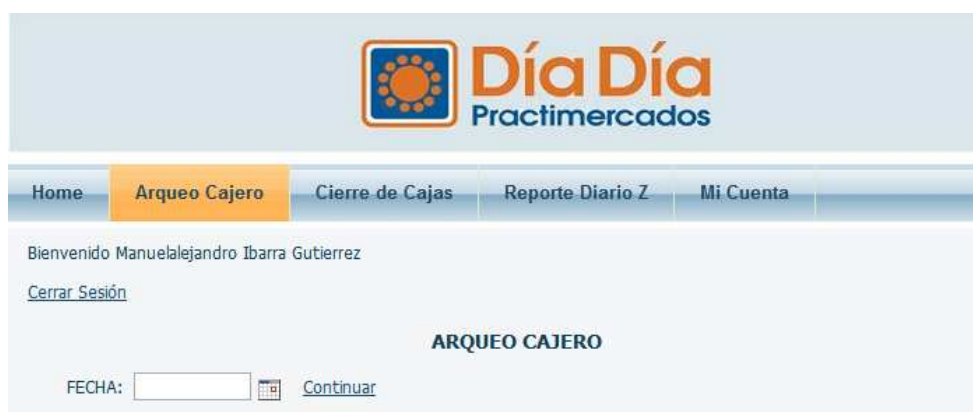 Día Día
Practimercados
Home Arqueo Cajero Cierre de Cajas Reporte Diario Z Mi Cuenta
Bienvenido Manuelalejandro Ibarra Gutierrez
Cerrar Sesión
ARQUEO CAJERO
FECHA: Continuar